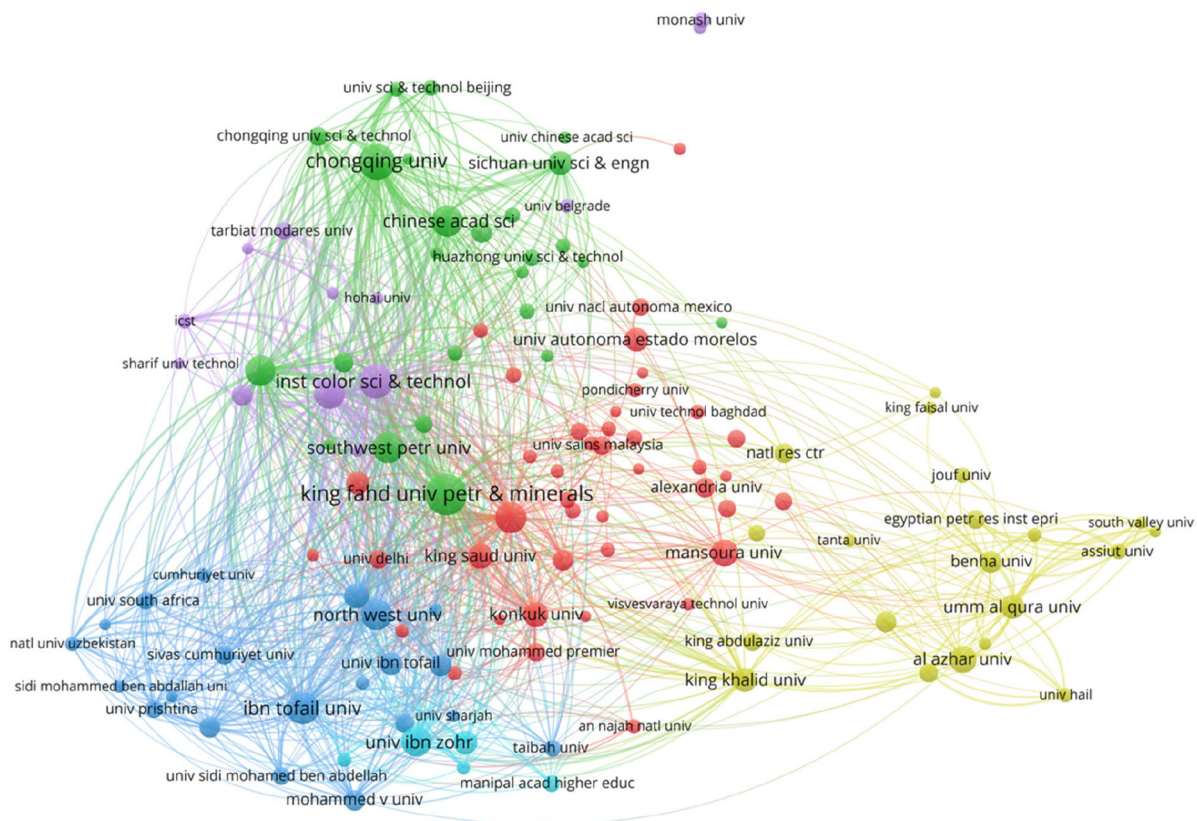 monash univ
univ sci & technol beijing
chongqing univ sci & technol
univ chinese acad sci
chongqing univ
sichuan univ sci & engn
univ belgrade
chinese acad sci
tarbiat modares univ
huazhong univ sci & technol
hohai univ
univ nacl autonoma mexico
icst
univ autonoma estado morelos
sharif univ technol
inst color sci & technol
pondicherry univ
king faisal univ
univ technol baghdad
univ sains malaysia
southwest petr univ
natl res ctr
jouf univ
alexandria univ
king fahd univ petr & minerals
egyptian petr res inst epri
south valley univ
tanta univ
assiut univ
mansoura univ
king saud univ
univ delhi
benha univ
cumhuriyet univ
univ south africa
visvesvaraya technol univ
umm al qura univ
north west univ
konkuk univ
natl univ uzbekistan
king abdulaziz univ
sivas cumhuriyet univ
univ mohammed premier
univ ibn tofail
al azhar univ
king khalid univ
sidi mohammed ben abdallah uni
univ hail
univ prishtina
ibn tofail univ
univ sharjah
an najah natl univ
univ ibn zohr
taibah univ
univ sidi mohamed ben abdellah
manipal acad higher educ
mohammed v univ